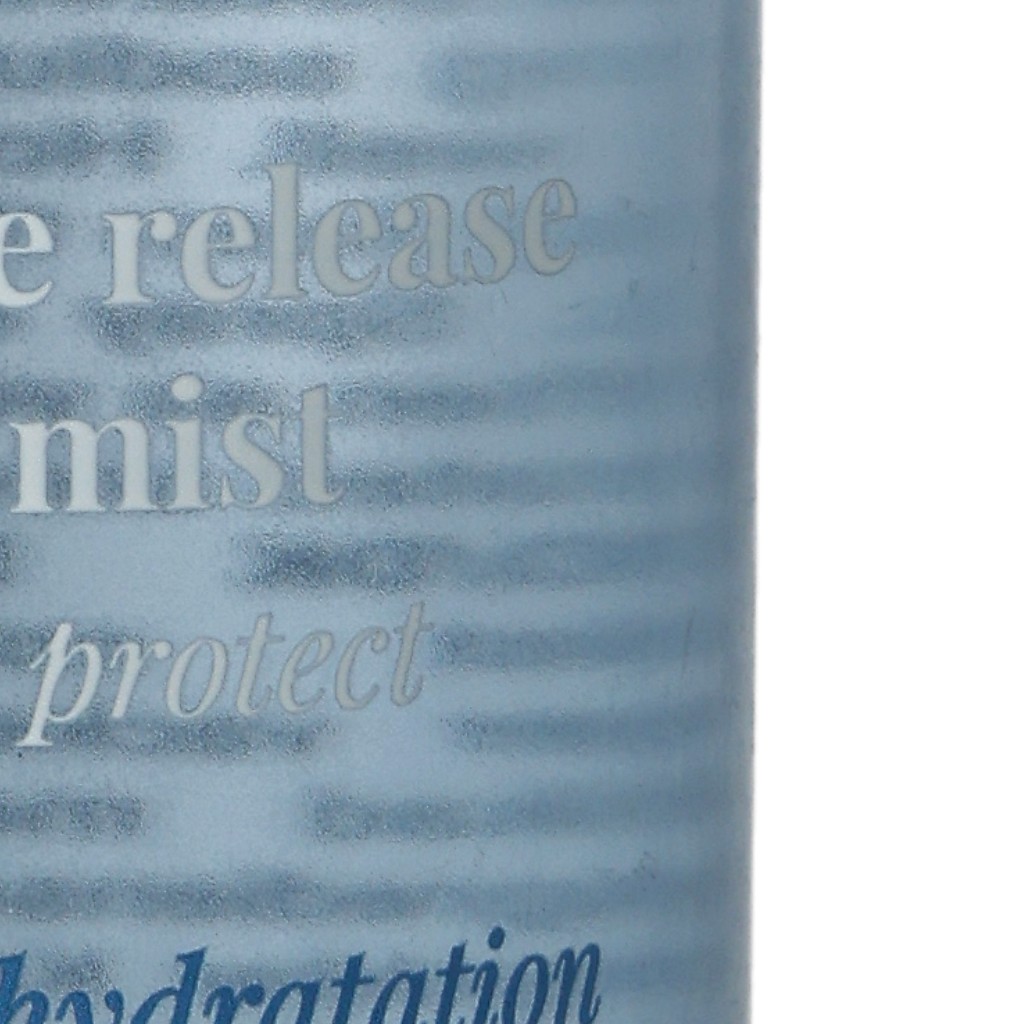 e release
mist
protect
hydratation